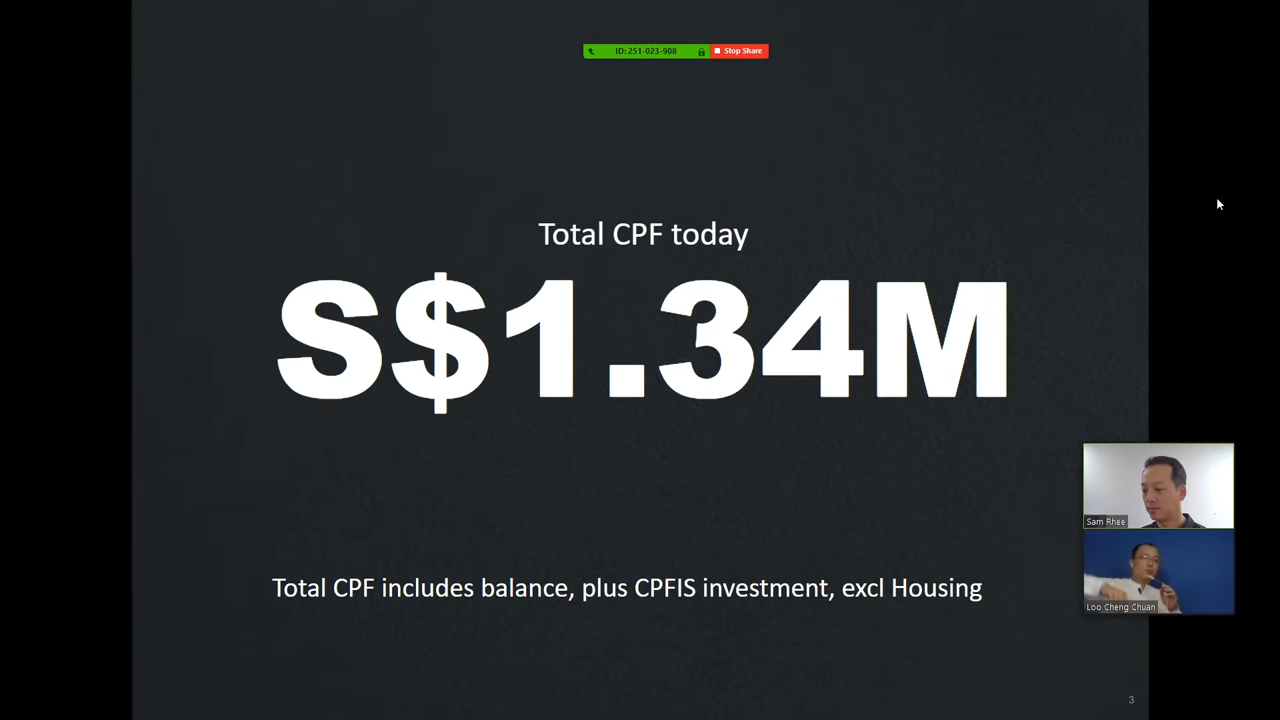 ID: 251-023-908
Stop Share
Total CPF today
S$1.34M
Sam Rhee
Loo Cheng Chuan
Total CPF includes balance, plus CPFIS investment, excl Housing
3